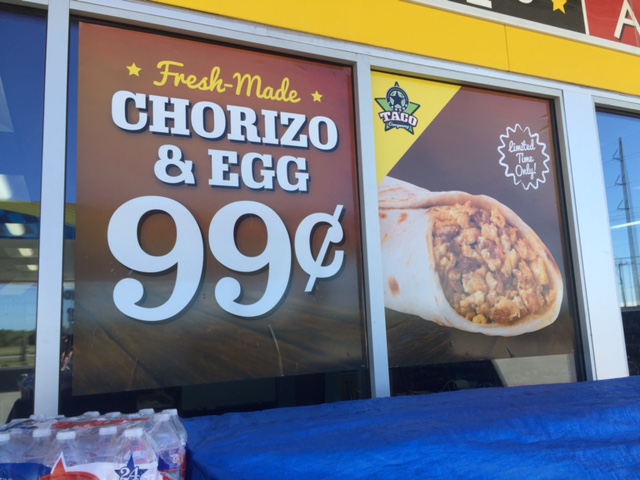 Fresh-Made
CHORIZO
& EGG
99¢
TACO
Limited
Time
Only!
A
24